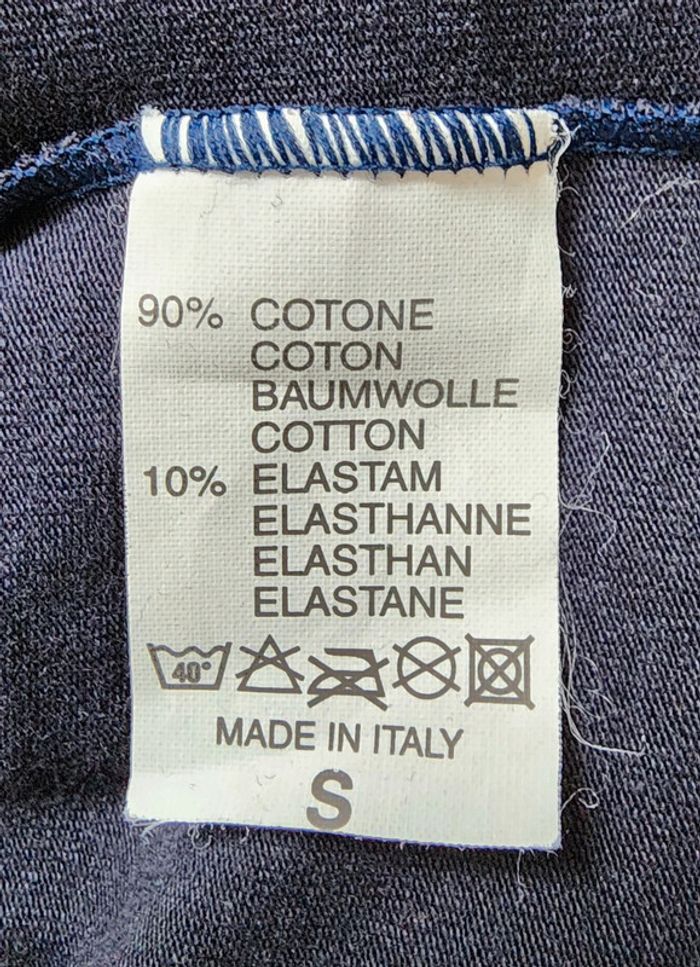 90% COTONE
COTON
BAUMWOLLE
COTTON
10% ELASTAM
ELASTHANNE
ELASTHAN
ELASTANE
40°
MADE IN ITALY
S